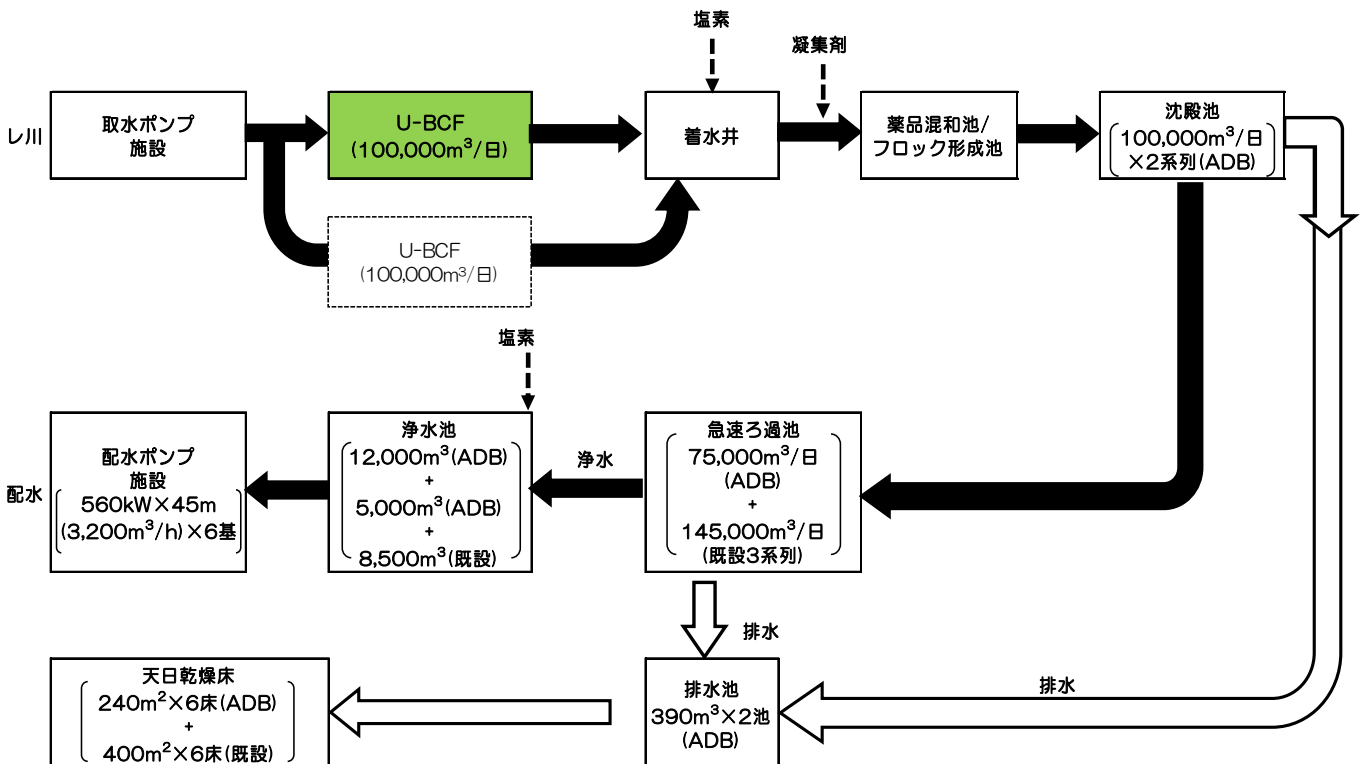 塩素
凝集剤
レ川
取水ポンプ
施設
U-BCF
(100,000m³/日)
着水井
薬品混和池/
フロック形成池
沈殿池
100,000m³/日
×2系列(ADB)
U-BCF
(100,000m³/日)
塩素
配水
配水ポンプ
施設
560kW×45m
(3,200m³/h)×6基
浄水池
12,000m³(ADB)
+
5,000m³(ADB)
+
8,500m³(既設)
浄水
急速ろ過池
75,000m³/日
(ADB)
+
145,000m³/日
(既設3系列)
排水
天日乾燥床
240m²×6床(ADB)
+
400m²×6床(既設)
排水池
390m³×2池
(ADB)
排水